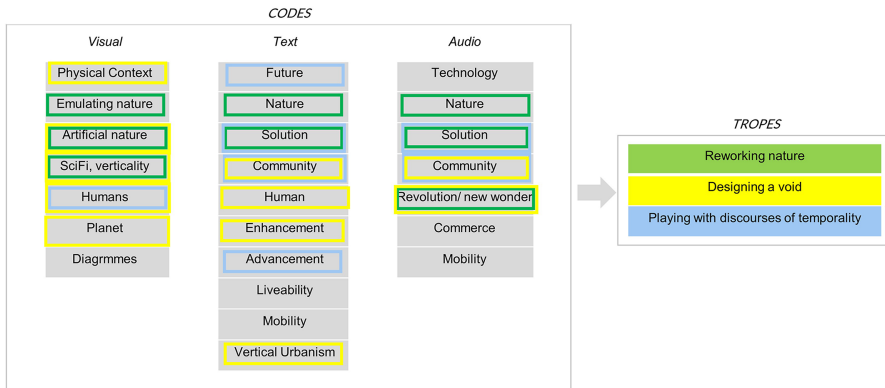 CODES
Visual
Text
Audio
Physical Context
Future
Technology
Emulating nature
Nature
Nature
Artificial nature
Solution
Solution
SciFi, verticality
Community
Community
Humans
Human
Revolution/ new wonder
Planet
Enhancement
Commerce
Diagrmmes
Advancement
Mobility
Liveability
Mobility
Vertical Urbanism
TROPES
Reworking nature
Designing a void
Playing with discourses of temporality